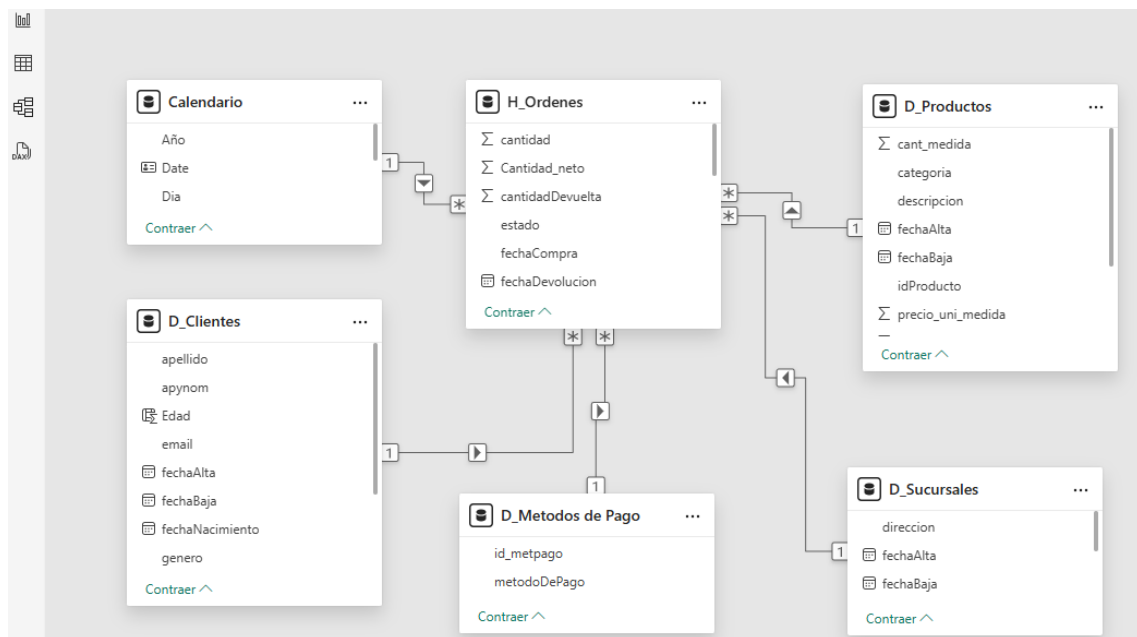 DAX
Calendario
Año
Date
Dia
Contraer
H_Ordenes
cantidad
Cantidad_neto
cantidadDevuelta
estado
fechaCompra
fechaDevolucion
Contraer
D_Productos
cant_medida
categoria
descripcion
fechaAlta
fechaBaja
idProducto
precio_uni_medida
Contraer
1
*
*
*
1
D_Clientes
apellido
apynom
Edad
email
fechaAlta
fechaBaja
fechaNacimiento
genero
Contraer
*
*
1
1
D_Metodos de Pago
id_metpago
metodoDePago
Contraer
D_Sucursales
direccion
fechaAlta
fechaBaja
Contraer
1